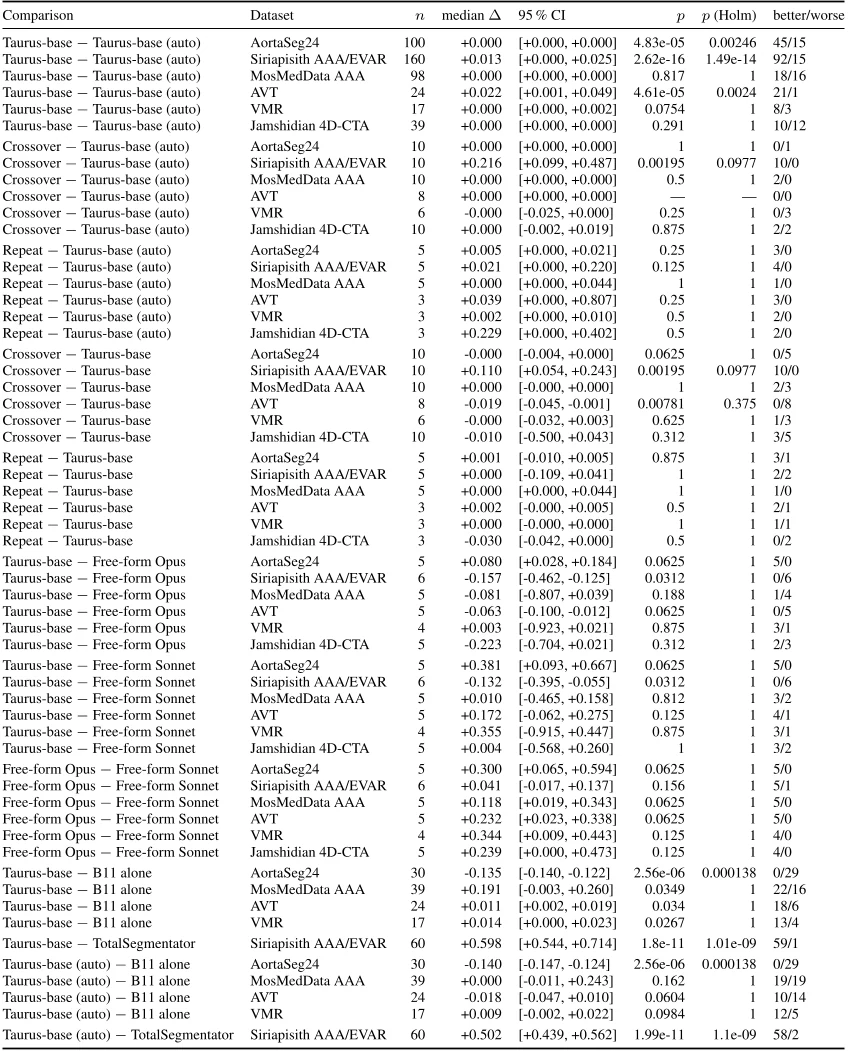 Comparison Dataset n median Δ 95 % CI p p (Holm) better/worse
Taurus-base − Taurus-base (auto) AortaSeg24 100 +0.000 [+0.000, +0.000] 4.83e-05 0.00246 45/15
Taurus-base − Taurus-base (auto) Siriapisith AAA/EVAR 160 +0.013 [+0.000, +0.025] 2.62e-16 1.49e-14 92/15
Taurus-base − Taurus-base (auto) MosMedData AAA 98 +0.000 [+0.000, +0.000] 0.817 1 18/16
Taurus-base − Taurus-base (auto) AVT 24 +0.022 [+0.001, +0.049] 4.61e-05 0.0024 21/1
Taurus-base − Taurus-base (auto) VMR 17 +0.000 [+0.000, +0.002] 0.0754 1 8/3
Taurus-base − Taurus-base (auto) Jamshidian 4D-CTA 39 +0.000 [+0.000, +0.000] 0.291 1 10/12
Crossover − Taurus-base (auto) AortaSeg24 10 +0.000 [+0.000, +0.000] 1 1 0/1
Crossover − Taurus-base (auto) Siriapisith AAA/EVAR 10 +0.216 [+0.099, +0.487] 0.00195 0.0977 10/0
Crossover − Taurus-base (auto) MosMedData AAA 10 +0.000 [+0.000, +0.000] 0.5 1 2/0
Crossover − Taurus-base (auto) AVT 8 +0.000 [+0.000, +0.000] — — 0/0
Crossover − Taurus-base (auto) VMR 6 -0.000 [-0.025, +0.000] 0.25 1 0/3
Crossover − Taurus-base (auto) Jamshidian 4D-CTA 10 +0.000 [-0.002, +0.019] 0.875 1 2/2
Repeat − Taurus-base (auto) AortaSeg24 5 +0.005 [+0.000, +0.021] 0.25 1 3/0
Repeat − Taurus-base (auto) Siriapisith AAA/EVAR 5 +0.021 [+0.000, +0.220] 0.125 1 4/0
Repeat − Taurus-base (auto) MosMedData AAA 5 +0.000 [+0.000, +0.044] 1 1 1/0
Repeat − Taurus-base (auto) AVT 3 +0.039 [+0.000, +0.807] 0.25 1 3/0
Repeat − Taurus-base (auto) VMR 3 +0.002 [+0.000, +0.010] 0.5 1 2/0
Repeat − Taurus-base (auto) Jamshidian 4D-CTA 3 +0.229 [+0.000, +0.402] 0.5 1 2/0
Crossover − Taurus-base AortaSeg24 10 -0.000 [-0.004, +0.000] 0.0625 1 0/5
Crossover − Taurus-base Siriapisith AAA/EVAR 10 +0.110 [+0.054, +0.243] 0.00195 0.0977 10/0
Crossover − Taurus-base MosMedData AAA 10 +0.000 [-0.000, +0.000] 1 1 2/3
Crossover − Taurus-base AVT 8 -0.019 [-0.045, -0.001] 0.00781 0.375 0/8
Crossover − Taurus-base VMR 6 -0.000 [-0.032, +0.003] 0.625 1 1/3
Crossover − Taurus-base Jamshidian 4D-CTA 10 -0.010 [-0.500, +0.043] 0.312 1 3/5
Repeat − Taurus-base AortaSeg24 5 +0.001 [-0.010, +0.005] 0.875 1 3/1
Repeat − Taurus-base Siriapisith AAA/EVAR 5 +0.000 [-0.109, +0.041] 1 1 2/2
Repeat − Taurus-base MosMedData AAA 5 +0.000 [+0.000, +0.044] 1 1 1/0
Repeat − Taurus-base AVT 3 +0.002 [-0.000, +0.005] 0.5 1 2/1
Repeat − Taurus-base VMR 3 -0.000 [-0.000, +0.000] 1 1 1/1
Repeat − Taurus-base Jamshidian 4D-CTA 3 -0.030 [-0.042, +0.000] 0.5 1 0/2
Taurus-base − Free-form Opus AortaSeg24 5 +0.080 [+0.028, +0.184] 0.0625 1 5/0
Taurus-base − Free-form Opus Siriapisith AAA/EVAR 6 -0.157 [-0.462, -0.125] 0.0312 1 0/6
Taurus-base − Free-form Opus MosMedData AAA 5 -0.081 [-0.807, +0.039] 0.188 1 1/4
Taurus-base − Free-form Opus AVT 5 -0.063 [-0.100, -0.012] 0.0625 1 0/5
Taurus-base − Free-form Opus VMR 4 +0.003 [-0.923, +0.021] 0.875 1 3/1
Taurus-base − Free-form Opus Jamshidian 4D-CTA 5 -0.223 [-0.704, +0.021] 0.312 1 2/3
Taurus-base − Free-form Sonnet AortaSeg24 5 +0.381 [+0.093, +0.667] 0.0625 1 5/0
Taurus-base − Free-form Sonnet Siriapisith AAA/EVAR 6 -0.132 [-0.395, -0.055] 0.0312 1 0/6
Taurus-base − Free-form Sonnet MosMedData AAA 5 +0.010 [-0.465, +0.158] 0.812 1 3/2
Taurus-base − Free-form Sonnet AVT 5 +0.172 [-0.062, +0.275] 0.125 1 4/1
Taurus-base − Free-form Sonnet VMR 4 +0.355 [-0.915, +0.447] 0.875 1 3/1
Taurus-base − Free-form Sonnet Jamshidian 4D-CTA 5 +0.004 [-0.568, +0.260] 1 1 3/2
Free-form Opus − Free-form Sonnet AortaSeg24 5 +0.300 [+0.065, +0.594] 0.0625 1 5/0
Free-form Opus − Free-form Sonnet Siriapisith AAA/EVAR 6 +0.041 [-0.017, +0.137] 0.156 1 5/1
Free-form Opus − Free-form Sonnet MosMedData AAA 5 +0.118 [+0.019, +0.343] 0.0625 1 5/0
Free-form Opus − Free-form Sonnet AVT 5 +0.232 [+0.023, +0.338] 0.0625 1 5/0
Free-form Opus − Free-form Sonnet VMR 4 +0.344 [+0.009, +0.443] 0.125 1 4/0
Free-form Opus − Free-form Sonnet Jamshidian 4D-CTA 5 +0.239 [+0.000, +0.473] 0.125 1 4/0
Taurus-base − B11 alone AortaSeg24 30 -0.135 [-0.140, -0.122] 2.56e-06 0.000138 0/29
Taurus-base − B11 alone MosMedData AAA 39 +0.191 [-0.003, +0.260] 0.0349 1 22/16
Taurus-base − B11 alone AVT 24 +0.011 [+0.002, +0.019] 0.034 1 18/6
Taurus-base − B11 alone VMR 17 +0.014 [+0.000, +0.023] 0.0267 1 13/4
Taurus-base − TotalSegmentator Siriapisith AAA/EVAR 60 +0.598 [+0.544, +0.714] 1.8e-11 1.01e-09 59/1
Taurus-base (auto) − B11 alone AortaSeg24 30 -0.140 [-0.147, -0.124] 2.56e-06 0.000138 0/29
Taurus-base (auto) − B11 alone MosMedData AAA 39 +0.000 [-0.011, +0.243] 0.162 1 19/19
Taurus-base (auto) − B11 alone AVT 24 -0.018 [-0.047, +0.010] 0.0604 1 10/14
Taurus-base (auto) − B11 alone VMR 17 +0.009 [-0.002, +0.022] 0.0984 1 12/5
Taurus-base (auto) − TotalSegmentator Siriapisith AAA/EVAR 60 +0.502 [+0.439, +0.562] 1.99e-11 1.1e-09 58/2